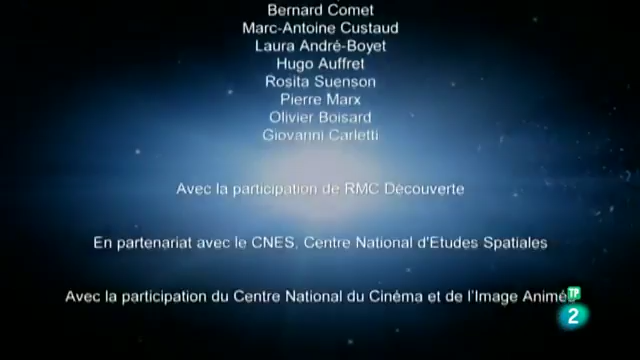 Bernard Comet
Marc-Antoine Custaud
Laura André-Boyet
Hugo Auffret
Rosita Suenson
Pierre Marx
Olivier Boisard
Giovanni Carletti
Avec la participation de RMC Découverte
En partenariat avec le CNES, Centre National d'Etudes Spatiales
Avec la participation du Centre National du Cinéma et de l'Image Animé
TP
2